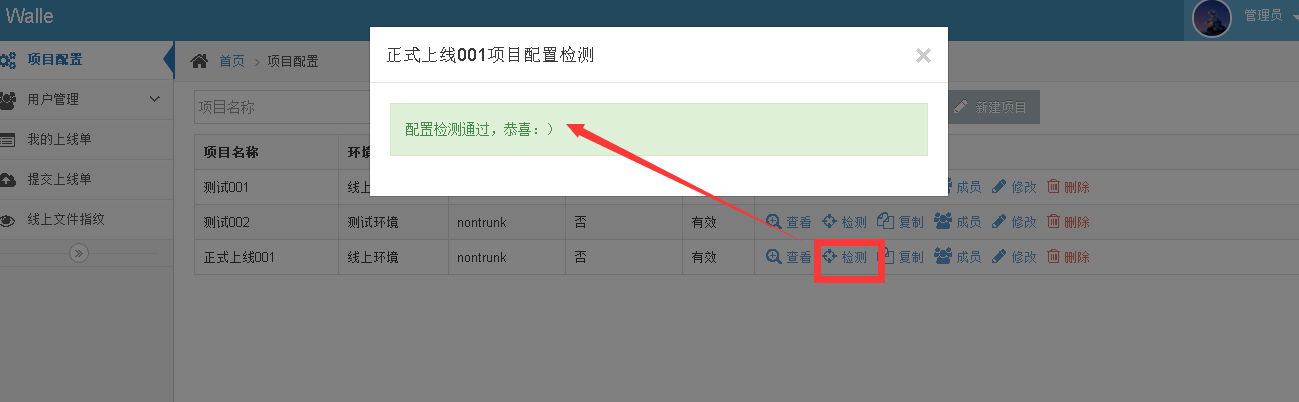 Walle
管理员
项目配置
用户管理
我的上线单
提交上线单
线上文件指纹
首页 项目配置
项目名称
新建项目
正式上线001项目配置检测 ×
配置检测通过，恭喜：）
项目名称 环境
测试001 线上 成员 修改 删除
测试002 测试环境 nontrunk 否 有效 查看 检测 复制 成员 修改 删除
正式上线001 线上环境 nontrunk 否 有效 查看 检测 复制 成员 修改 删除